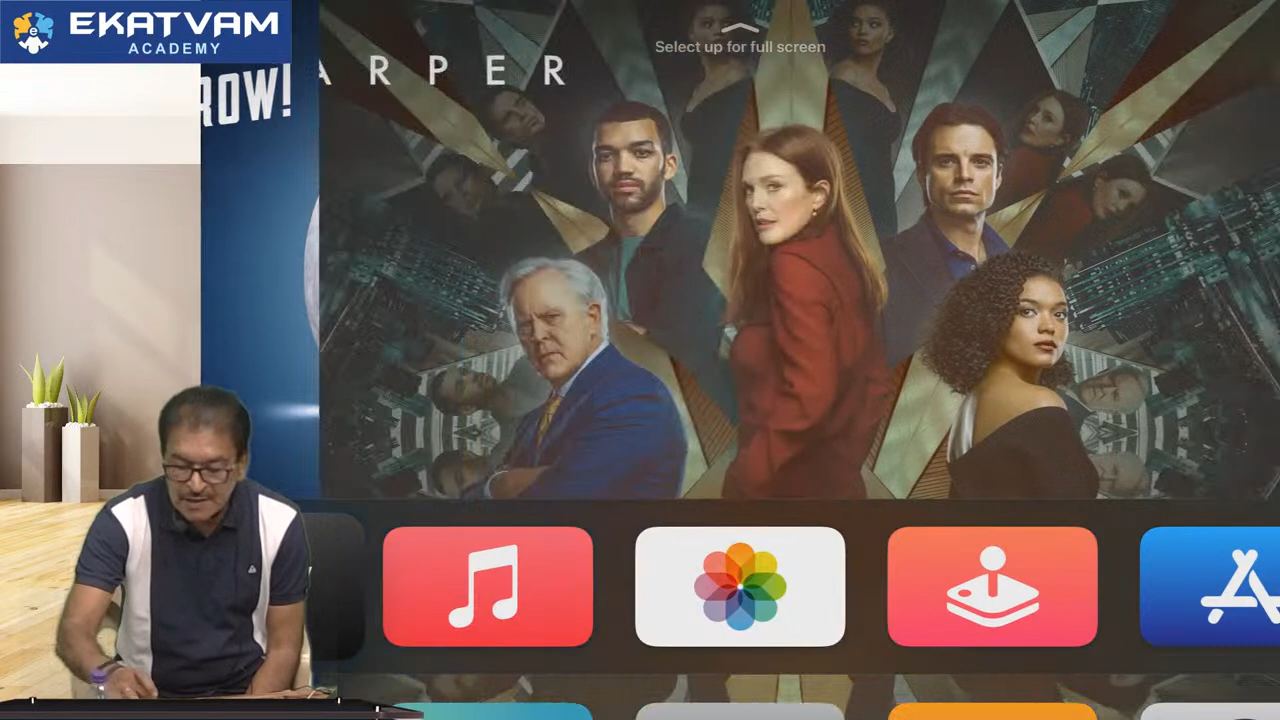 EKATVAM
ACADEMY
Select up for full screen
ARPER
ROW!